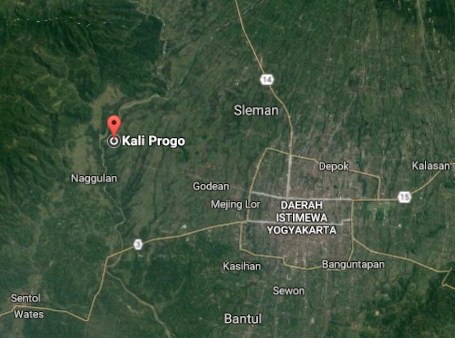 14
Sleman
Kali Progo
Depok
Kalasan
Naggulan
Godean
Mejing Lor
15
DAERAH
ISTIMEWA
YOGYAKARTA
3
Kasihan
Banguntapan
Sentol
Wates
Sewon
Bantul